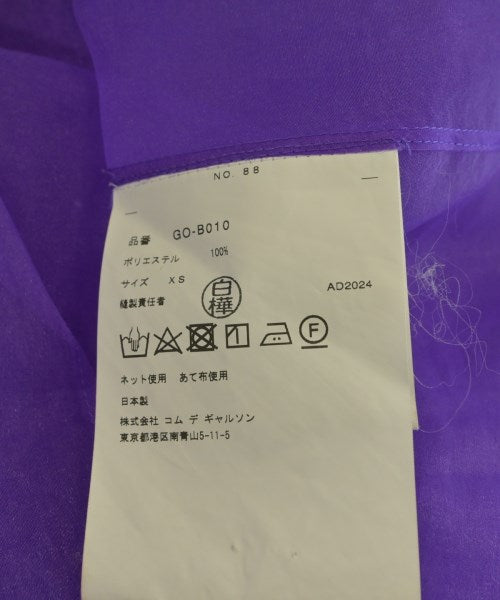 NO. 88
品番 GO-B010
ポリエステル 100%
サイズ XS
縫製責任者 白樺
AD2024
F
ネット使用 あて布使用
日本製
株式会社 コム デ ギャルソン
東京都港区南青山5-11-5